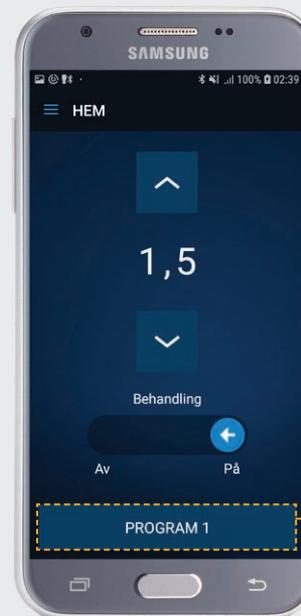 SAMSUNG
100% 02:39
HEM
1,5
Behandling
Av På
PROGRAM 1